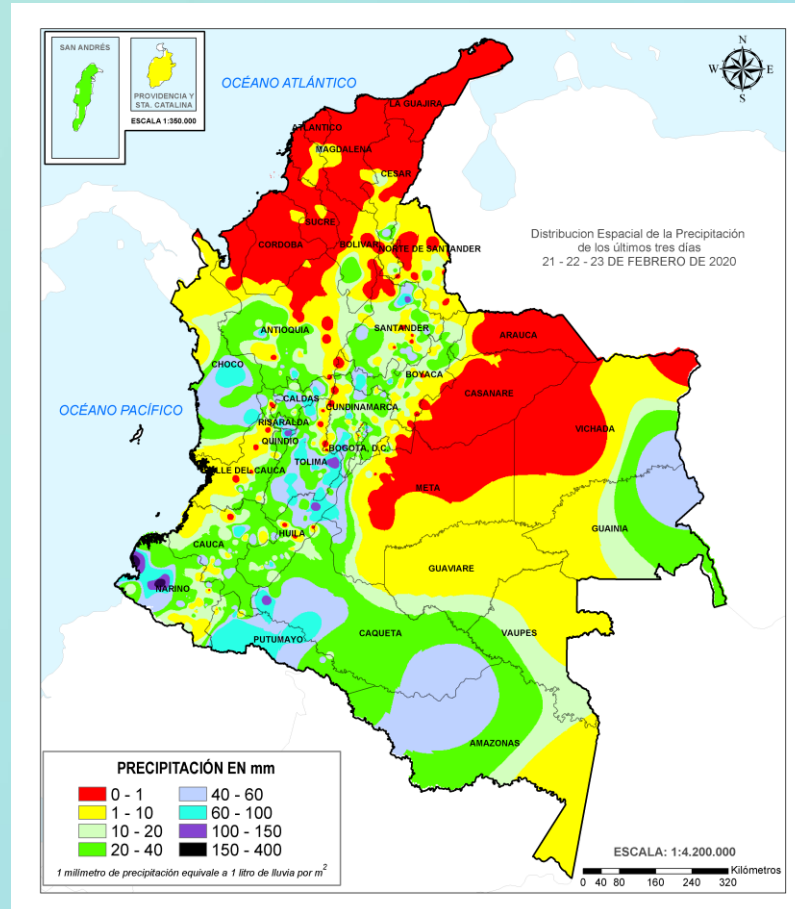 SAN ANDRÉS
PROVIDENCIA Y
STA. CATALINA
ESCALA 1:350.000
OCÉANO ATLÁNTICO
N
W
E
S
LA GUAJIRA
ATLANTICO
MAGDALENA
CESAR
SUCRE
CORDOBA
BOLIVAR
NORTE DE SANTANDER
Distribucion Espacial de la Precipitación
de los últimos tres días
21 - 22 - 23 DE FEBRERO DE 2020
ANTIOQUIA
SANTANDER
ARAUCA
CHOCO
BOYACA
CASANARE
OCÉANO PACÍFICO
CALDAS
CUNDINAMARCA
RISARALDA
VICHADA
QUINDIO
BOGOTA, D.C.
TOLIMA
VALLE DEL CAUCA
META
GUAINIA
HUILA
CAUCA
GUAVIARE
NARIÑO
CAQUETA
VAUPES
PUTUMAYO
AMAZONAS
PRECIPITACIÓN EN mm
0 - 1
40 - 60
1 - 10
60 - 100
10 - 20
100 - 150
20 - 40
150 - 400
1 milímetro de precipitación equivale a 1 litro de lluvia por m²
ESCALA: 1:4.200.000
Kilómetros
0 40 80 160 240 320